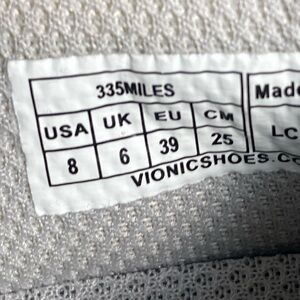 335MILES Made
USA UK EU CM LC
8 6 39 25
VIONICSHOES.CO